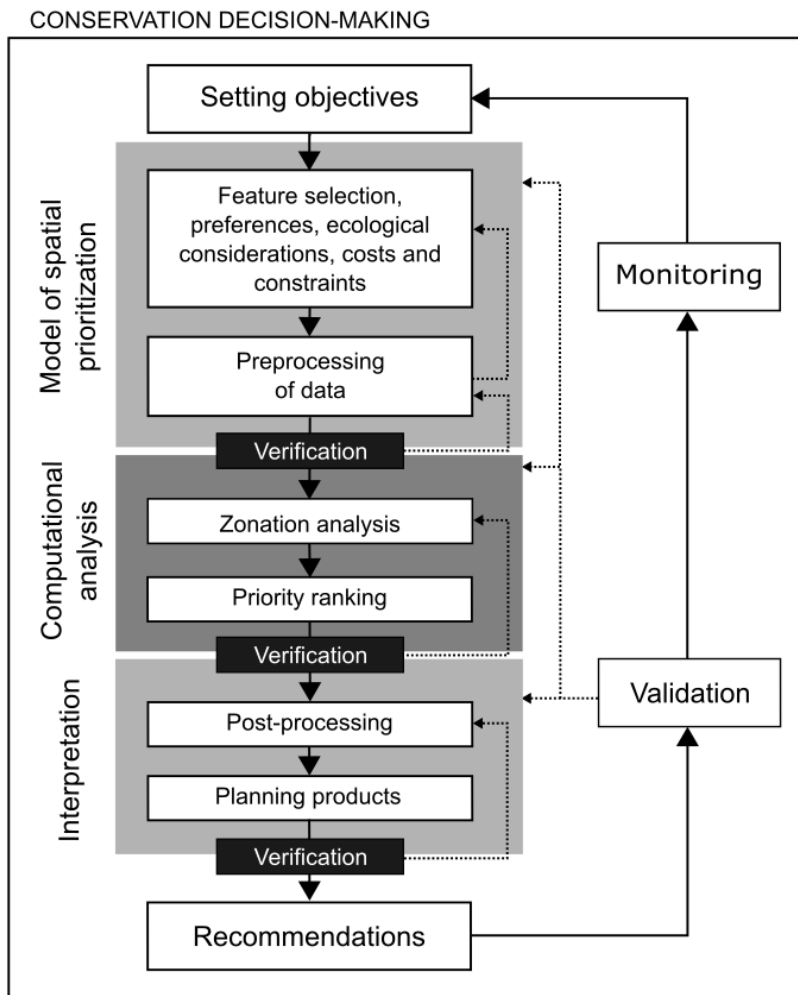 CONSERVATION DECISION-MAKING
Setting objectives
Model of spatial
prioritization
Feature selection,
preferences, ecological
considerations, costs and
constraints
Preprocessing
of data
Verification
Computational
analysis
Zonation analysis
Priority ranking
Verification
Interpretation
Post-processing
Planning products
Verification
Recommendations
Validation
Monitoring